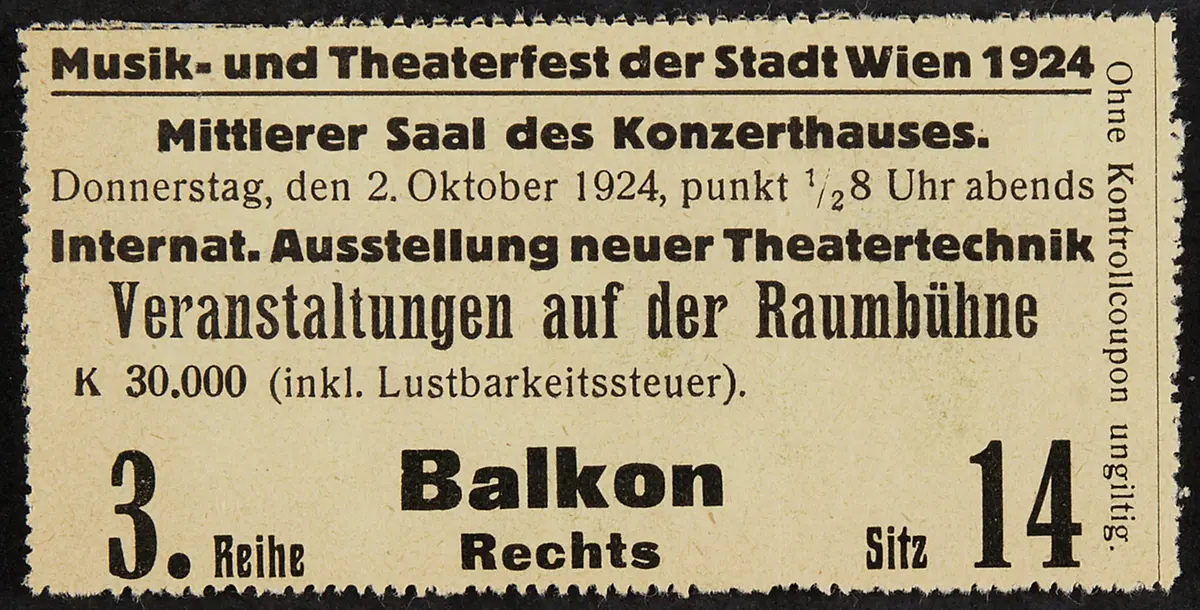 Musik- und Theaterfest der Stadt Wien 1924
Mittlerer Saal des Konzerthauses.
Donnerstag, den 2. Oktober 1924, punkt 1/2 8 Uhr abends
Internat. Ausstellung neuer Theatertechnik
Veranstaltungen auf der Raumbühne
K 30.000 (inkl. Lustbarkeitssteuer).
3. Reihe
Balkon
Rechts
Sitz 14
Ohne Kontrollcoupon ungiltig.